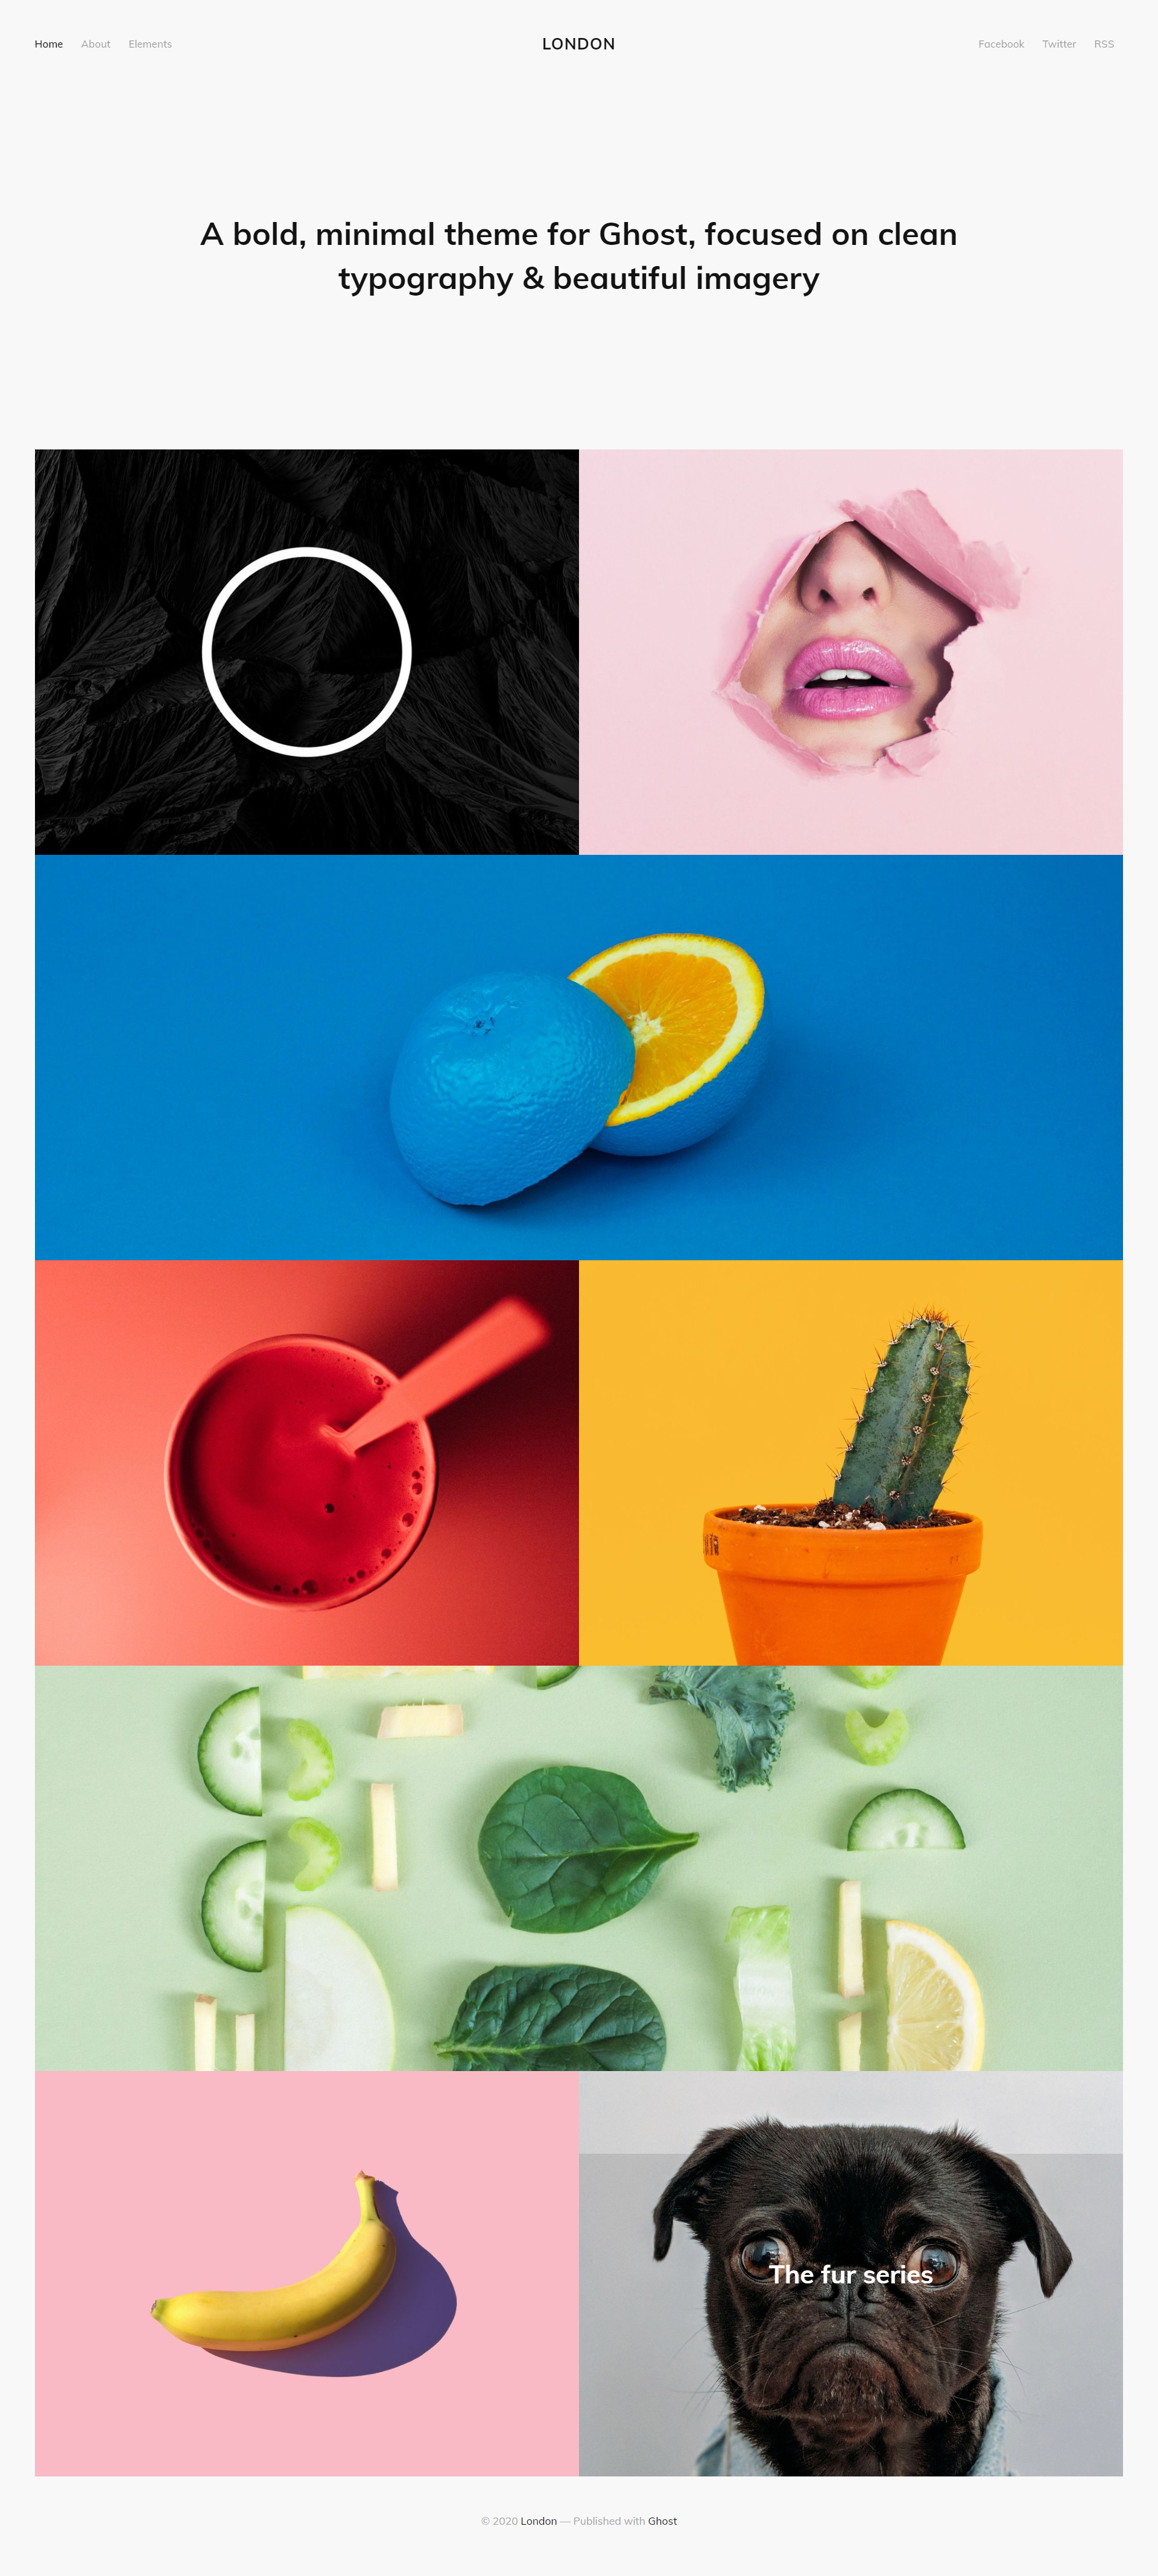 Home About Elements
LONDON
Facebook Twitter RSS
A bold, minimal theme for Ghost, focused on clean
typography & beautiful imagery
The fur series
© 2020 London — Published with Ghost